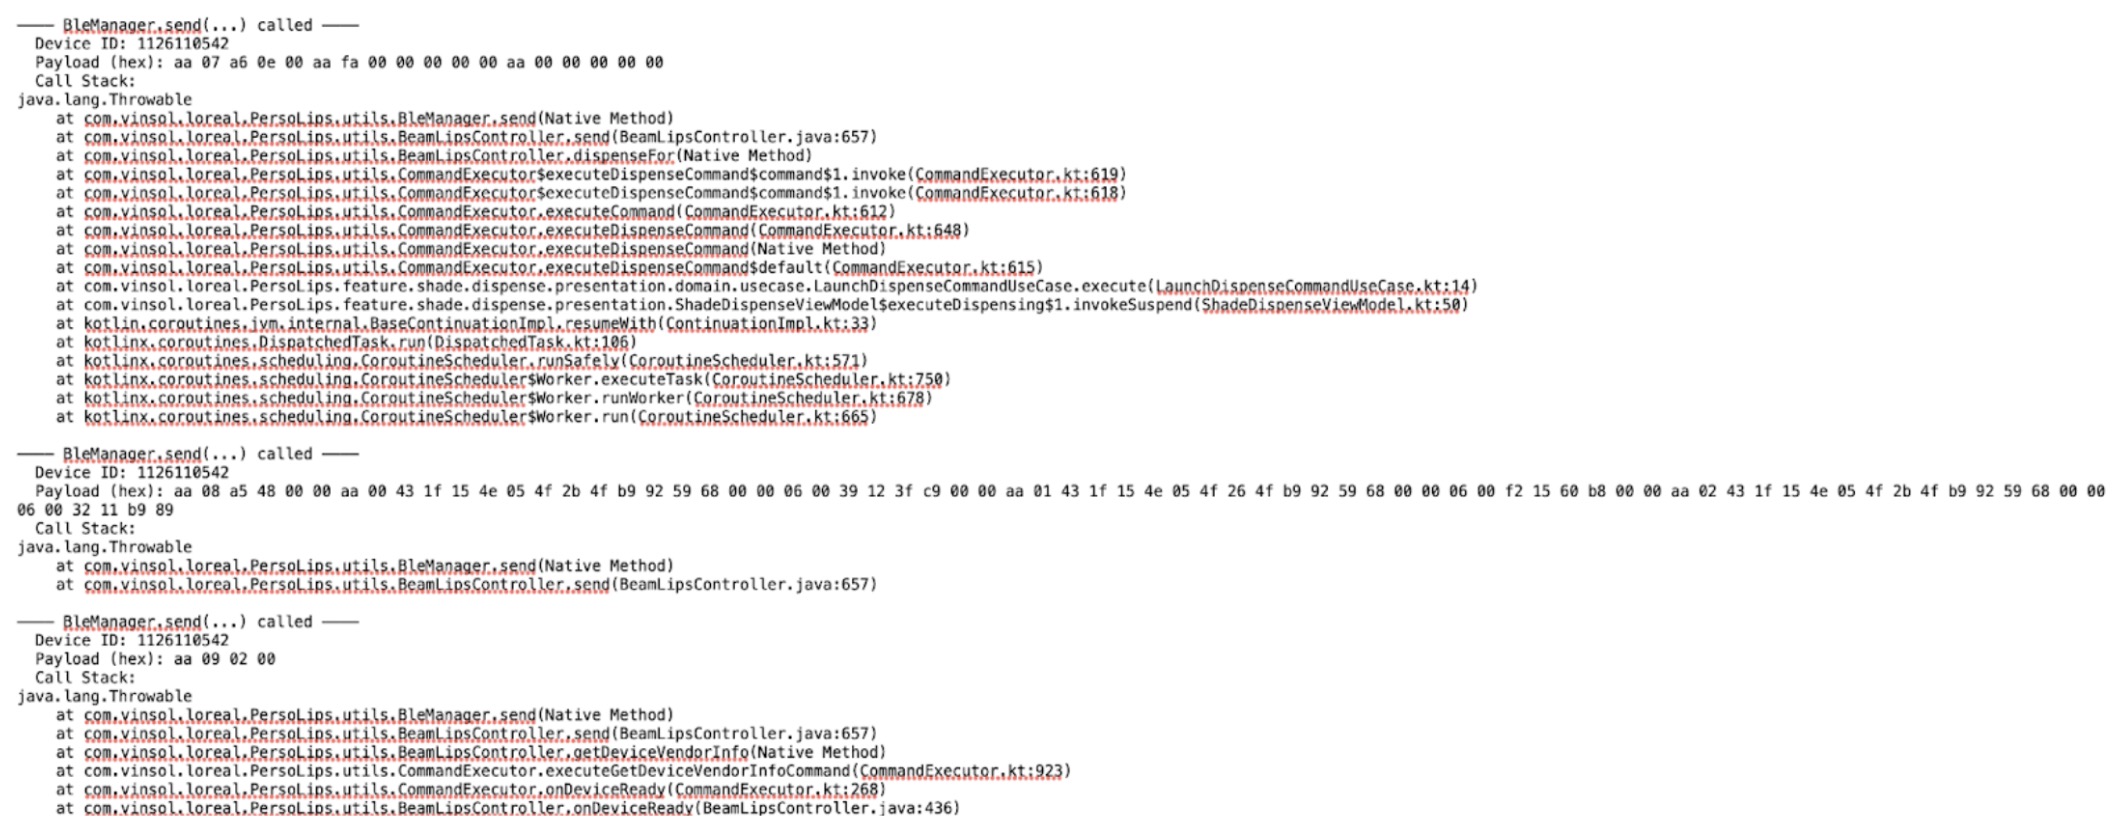 ——— BleManager.send(...) called ———
Device ID: 1126110542
Payload (hex): aa 07 a6 0e 00 aa fa 00 00 00 00 00 aa 00 00 00 00 00
Call Stack:
java.lang.Throwable
at com.vinsol.loreal.PersoLips.utils.BleManager.send(Native Method)
at com.vinsol.loreal.PersoLips.utils.BeamLipsController.send(BeamLipsController.java:657)
at com.vinsol.loreal.PersoLips.utils.BeamLipsController.dispenseFor(Native Method)
at com.vinsol.loreal.PersoLips.utils.CommandExecutor$executeDispenseCommand$command$1.invoke(CommandExecutor.kt:619)
at com.vinsol.loreal.PersoLips.utils.CommandExecutor$executeDispenseCommand$command$1.invoke(CommandExecutor.kt:618)
at com.vinsol.loreal.PersoLips.utils.CommandExecutor.executeCommand(CommandExecutor.kt:612)
at com.vinsol.loreal.PersoLips.utils.CommandExecutor.executeDispenseCommand(CommandExecutor.kt:648)
at com.vinsol.loreal.PersoLips.utils.CommandExecutor.executeDispenseCommand(Native Method)
at com.vinsol.loreal.PersoLips.utils.CommandExecutor.executeDispenseCommand$default(CommandExecutor.kt:615)
at com.vinsol.loreal.PersoLips.feature.shade.dispense.presentation.domain.usecase.LaunchDispenseCommandUseCase.execute(LaunchDispenseCommandUseCase.kt:14)
at com.vinsol.loreal.PersoLips.feature.shade.dispense.presentation.ShadeDispenseViewModel$executeDispensing$1.invokeSuspend(ShadeDispenseViewModel.kt:50)
at kotlin.coroutines.jvm.internal.BaseContinuationImpl.resumeWith(ContinuationImpl.kt:33)
at kotlinx.coroutines.DispatchedTask.run(DispatchedTask.kt:106)
at kotlinx.coroutines.scheduling.CoroutineScheduler.runSafely(CoroutineScheduler.kt:571)
at kotlinx.coroutines.scheduling.CoroutineScheduler$Worker.executeTask(CoroutineScheduler.kt:750)
at kotlinx.coroutines.scheduling.CoroutineScheduler$Worker.runWorker(CoroutineScheduler.kt:678)
at kotlinx.coroutines.scheduling.CoroutineScheduler$Worker.run(CoroutineScheduler.kt:665)
——— BleManager.send(...) called ———
Device ID: 1126110542
Payload (hex): aa 08 a5 48 00 00 aa 00 43 1f 15 4e 05 4f 2b 4f b9 92 59 68 00 00 06 00 39 12 3f c9 00 00 aa 01 43 1f 15 4e 05 4f 26 4f b9 92 59 68 00 00 06 00 f2 15 60 b8 00 00 aa 02 43 1f 15 4e 05 4f 2b 4f b9 92 59 68 00 00
06 00 32 11 b9 89
Call Stack:
java.lang.Throwable
at com.vinsol.loreal.PersoLips.utils.BleManager.send(Native Method)
at com.vinsol.loreal.PersoLips.utils.BeamLipsController.send(BeamLipsController.java:657)
——— BleManager.send(...) called ———
Device ID: 1126110542
Payload (hex): aa 09 02 00
Call Stack:
java.lang.Throwable
at com.vinsol.loreal.PersoLips.utils.BleManager.send(Native Method)
at com.vinsol.loreal.PersoLips.utils.BeamLipsController.send(BeamLipsController.java:657)
at com.vinsol.loreal.PersoLips.utils.BeamLipsController.getDeviceVendorInfo(Native Method)
at com.vinsol.loreal.PersoLips.utils.CommandExecutor.executeGetDeviceVendorInfoCommand(CommandExecutor.kt:923)
at com.vinsol.loreal.PersoLips.utils.CommandExecutor.onDeviceReady(CommandExecutor.kt:268)
at com.vinsol.loreal.PersoLips.utils.BeamLipsController.onDeviceReady(BeamLipsController.java:436)